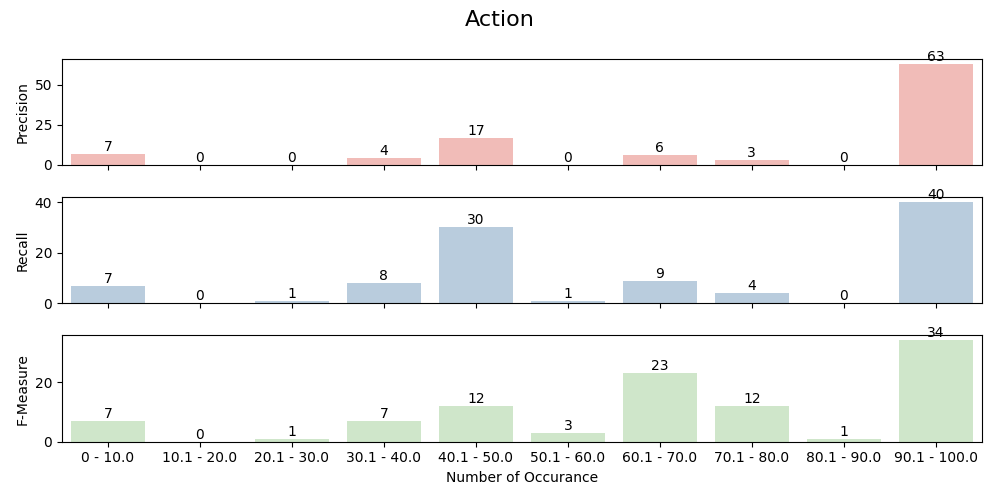 Action
Precision
50
25
0
7 0 0 4 17 0 6 3 0 63
Recall
40
20
0
7 0 1 8 30 1 9 4 0 40
F-Measure
20
0
7 0 1 7 12 3 23 12 1 34
0 - 10.0 10.1 - 20.0 20.1 - 30.0 30.1 - 40.0 40.1 - 50.0 50.1 - 60.0 60.1 - 70.0 70.1 - 80.0 80.1 - 90.0 90.1 - 100.0
Number of Occurance